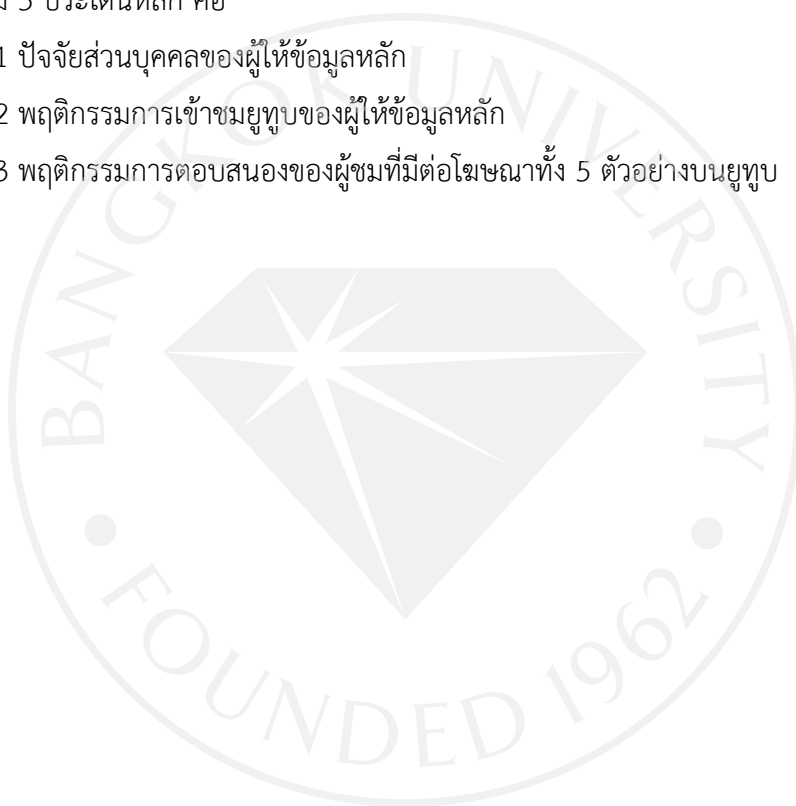 3 ประเด็นหลัก คือ
1 ปัจจัยส่วนบุคคลของผู้ให้ข้อมูลหลัก
2 พฤติกรรมการเข้าชมยูทูบของผู้ให้ข้อมูลหลัก
3 พฤติกรรมการตอบสนองของผู้ชมที่มีต่อโฆษณาทั้ง 5 ตัวอย่างบนยูทูบ
BANGKOK UNIVERSITY
FOUNDED 1962